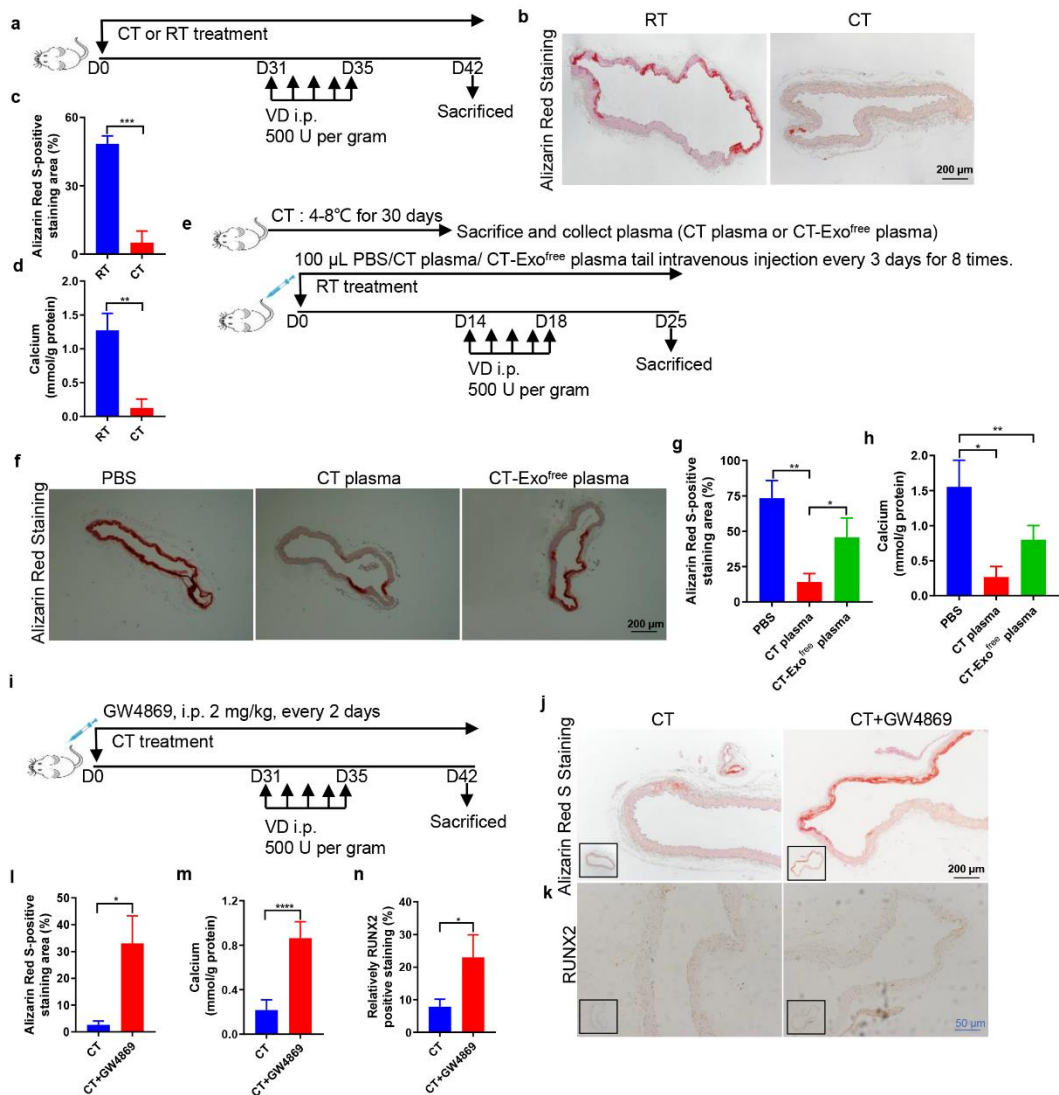 a
CT or RT treatment
D0
D31
D35
D42
VD i.p.
500 U per gram
Sacrificed
b
RT
CT
Alizarin Red Staining
200 μm
c
Alizarin Red S-positive
staining area (%)
60
30
0
***
RT
CT
d
Calcium
(mmol/g protein)
2.0
1.5
1.0
0.5
0.0
**
RT
CT
e
CT : 4-8℃ for 30 days
Sacrifice and collect plasma (CT plasma or CT-Exofree plasma)
100 μL PBS/CT plasma/ CT-Exofree plasma tail intravenous injection every 3 days for 8 times.
RT treatment
D0
D14
D18
D25
VD i.p.
500 U per gram
Sacrificed
f
PBS
CT plasma
CT-Exofree plasma
Alizarin Red Staining
200 μm
g
Alizarin Red S-positive
staining area (%)
100
75
50
25
0
**
*
PBS
CT plasma
CT-Exofree plasma
h
Calcium
(mmol/g protein)
2.0
1.5
1.0
0.5
0.0
**
*
PBS
CT plasma
CT-Exofree plasma
i
GW4869, i.p. 2 mg/kg, every 2 days
CT treatment
D0
D31
D35
D42
VD i.p.
500 U per gram
Sacrificed
j
CT
CT+GW4869
Alizarin Red S Staining
200 μm
k
RUNX2
50 μm
l
Alizarin Red S-positive
staining area (%)
50
40
30
20
10
0
*
CT
CT+GW4869
m
Calcium
(mmol/g protein)
1.2
0.8
0.4
0.0
****
CT
CT+GW4869
n
Relatively RUNX2
positive staining (%)
40
30
20
10
0
*
CT
CT+GW4869